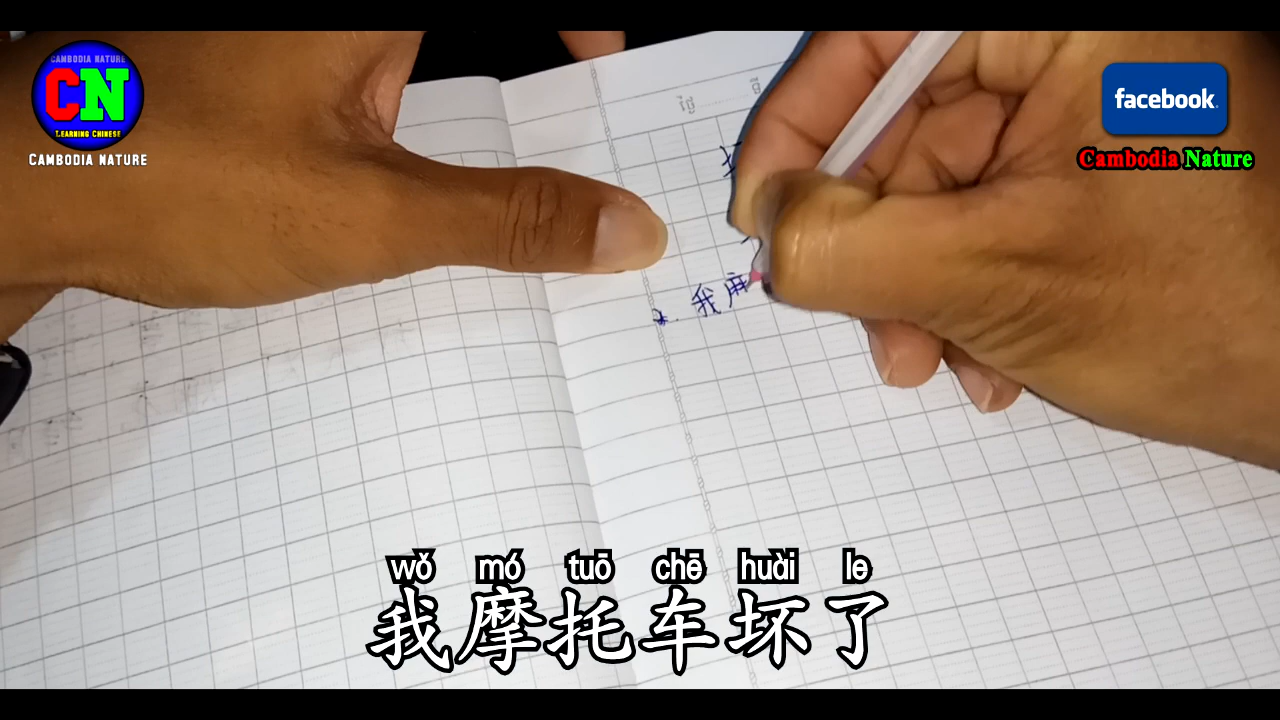 CAMBODIA NATURE
CN
LEARNING CHINESE
CAMBODIA NATURE
facebook
Cambodia Nature
我
wǒ mó tuō chē huài le
我摩托车坏了